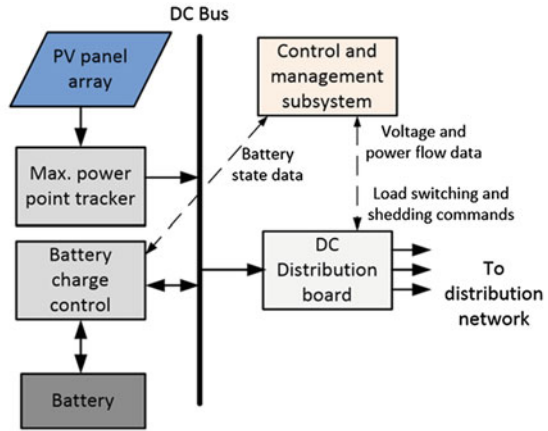 DC Bus
PV panel
array
Control and
management
subsystem
Max. power
point tracker
Battery
state data
Voltage and
power flow data
Load switching and
shedding commands
Battery
charge
control
DC
Distribution
board
To
distribution
network
Battery